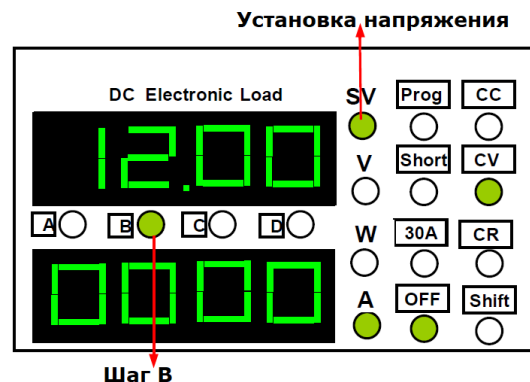 Установка напряжения
DC Electronic Load
SV Prog CC
12.00
V Short CV
A B C D
W 30A CR
0000
A OFF Shift
Шаг B